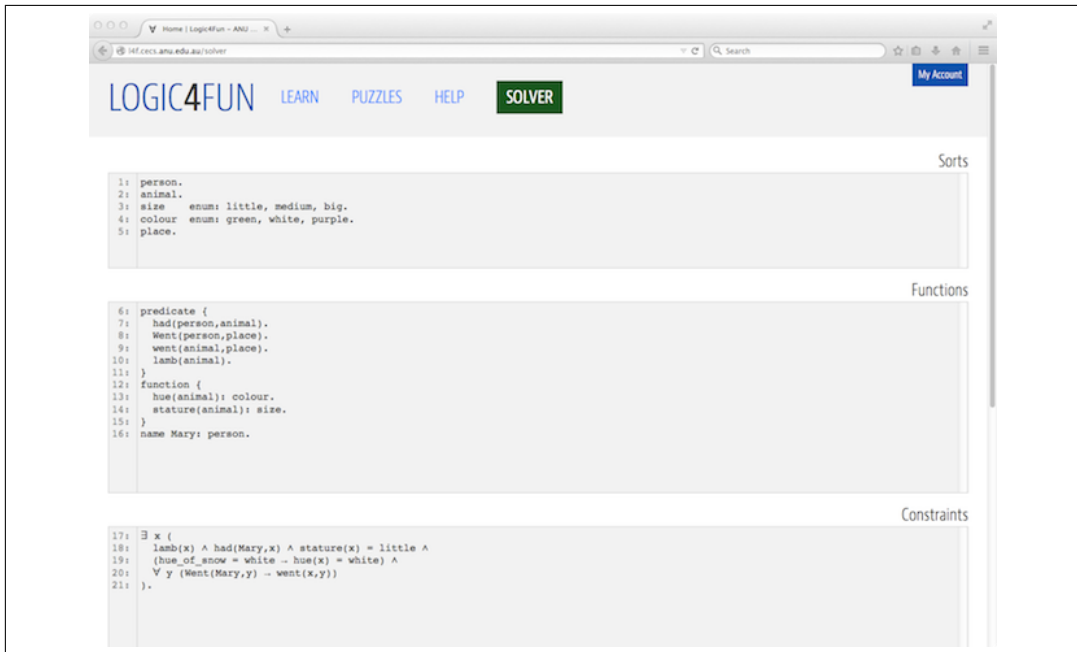 ∀ Home | Logic4Fun - ANU ... × +
l4f.cecs.anu.edu.au/solver Search
My Account
LOGIC4FUN LEARN PUZZLES HELP SOLVER
Sorts
1: person.
2: animal.
3: size    enum: little, medium, big.
4: colour  enum: green, white, purple.
5: place.
Functions
6: predicate {
7:   had(person,animal).
8:   Went(person,place).
9:   went(animal,place).
10:   lamb(animal).
11: }
12: function {
13:   hue(animal): colour.
14:   stature(animal): size.
15: }
16: name Mary: person.
Constraints
17: ∃ x (
18:   lamb(x) ∧ had(Mary,x) ∧ stature(x) = little ∧
19:   (hue_of_snow = white → hue(x) = white) ∧
20:   ∀ y (Went(Mary,y) → went(x,y))
21: ).